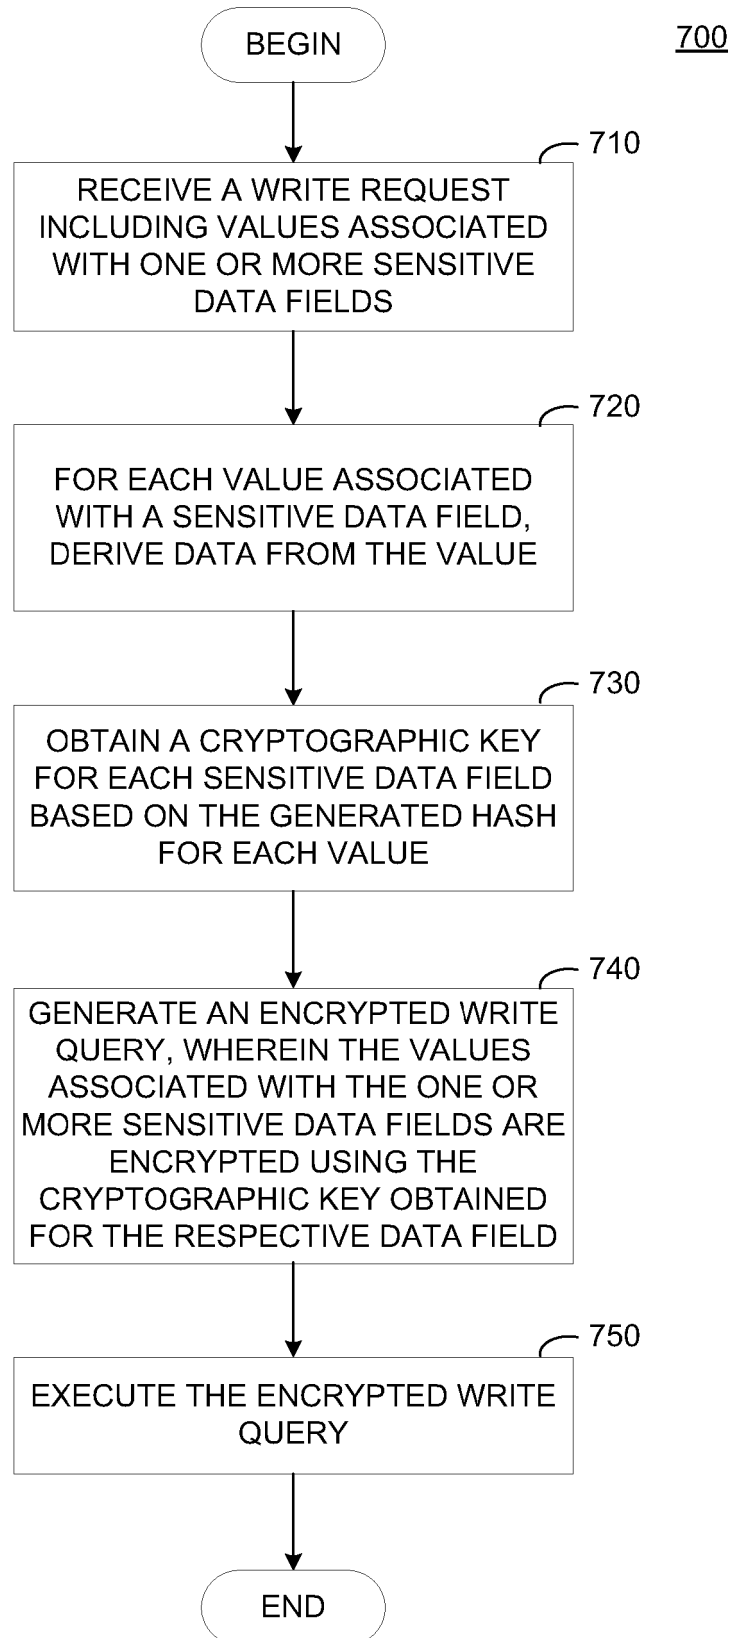 BEGIN
700
710
RECEIVE A WRITE REQUEST
INCLUDING VALUES ASSOCIATED
WITH ONE OR MORE SENSITIVE
DATA FIELDS
720
FOR EACH VALUE ASSOCIATED
WITH A SENSITIVE DATA FIELD,
DERIVE DATA FROM THE VALUE
730
OBTAIN A CRYPTOGRAPHIC KEY
FOR EACH SENSITIVE DATA FIELD
BASED ON THE GENERATED HASH
FOR EACH VALUE
740
GENERATE AN ENCRYPTED WRITE
QUERY, WHEREIN THE VALUES
ASSOCIATED WITH THE ONE OR
MORE SENSITIVE DATA FIELDS ARE
ENCRYPTED USING THE
CRYPTOGRAPHIC KEY OBTAINED
FOR THE RESPECTIVE DATA FIELD
750
EXECUTE THE ENCRYPTED WRITE
QUERY
END